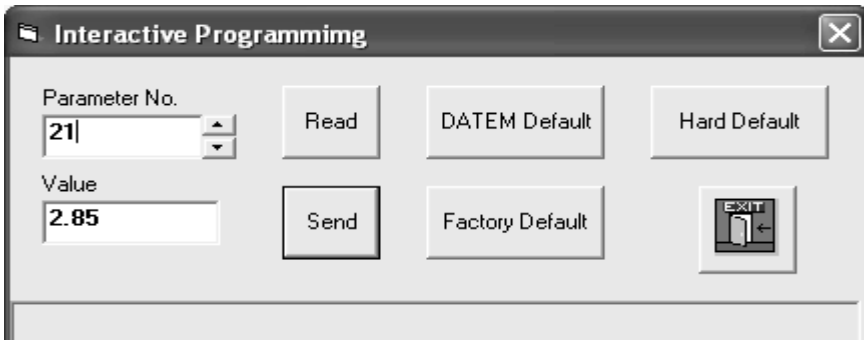 Interactive Programmimg
Parameter No.
21
Read
DATEM Default
Hard Default
Value
2.85
Send
Factory Default
EXIT